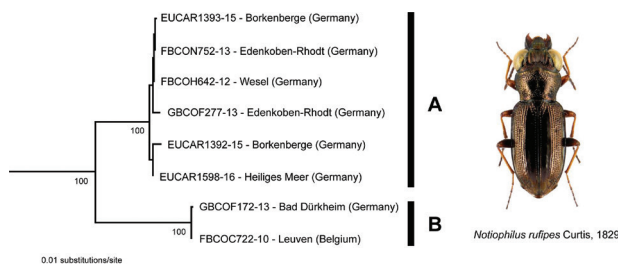 EUCAR1393-15 - Borkenberge (Germany)
FBCON752-13 - Edenkoben-Rhodt (Germany)
FBCOH642-12 - Wesel (Germany)
GBCOF277-13 - Edenkoben-Rhodt (Germany)
100
EUCAR1392-15 - Borkenberge (Germany)
EUCAR1598-16 - Heiliges Meer (Germany)
A
100
GBCOF172-13 - Bad Dürkheim (Germany)
100
FBCOC722-10 - Leuven (Belgium)
B
Notiophilus rufipes Curtis, 1829
0.01 substitutions/site